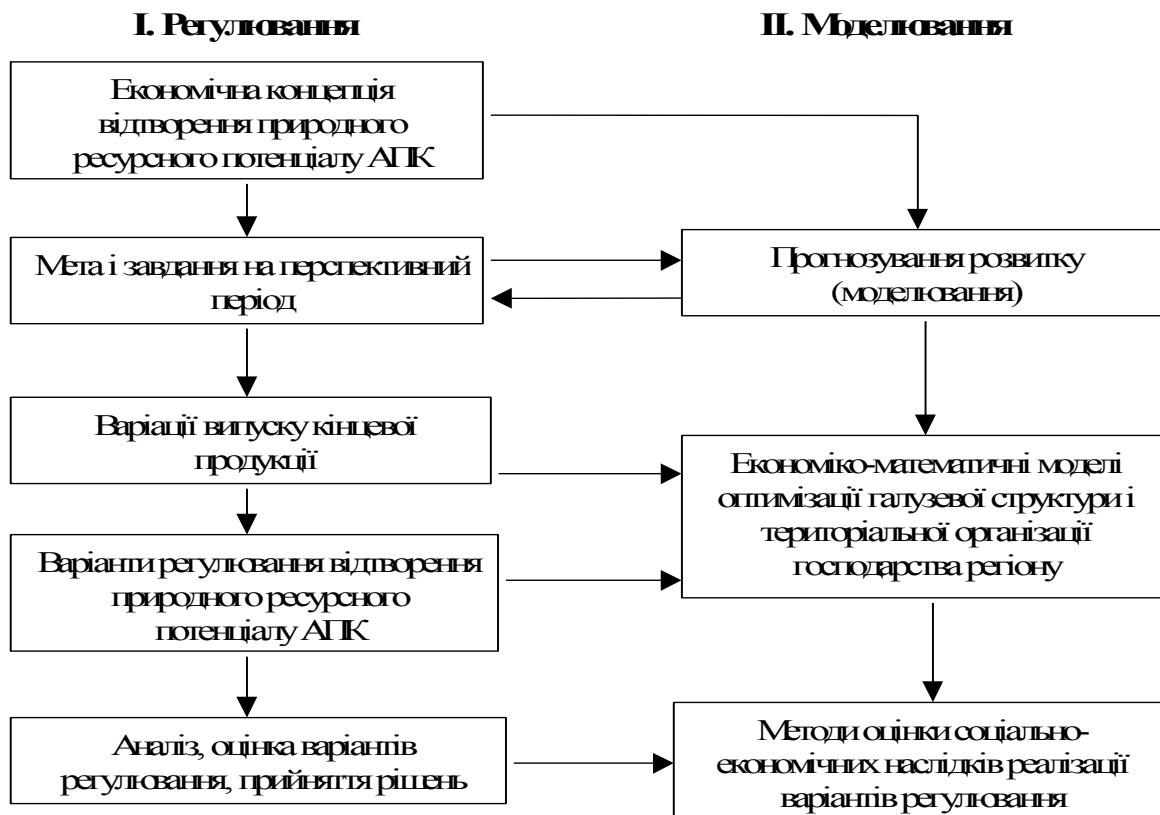 І. Регулювання
ІІ. Моделювання
Економічна концепція
відтворення природного
ресурсного потенціалу АПК
Мета і завдання на перспективний
період
Прогнозування розвитку
(моделювання)
Варіації випуску кінцевої
продукції
Економіко-математичні моделі
оптимізації галузевої структури і
територіальної організації
господарства регіону
Варіанти регулювання відтворення
природного ресурсного
потенціалу АПК
Аналіз, оцінка варіантів
регулювання, прийняття рішень
Методи оцінки соціально-
економічних наслідків реалізації
варіантів регулювання